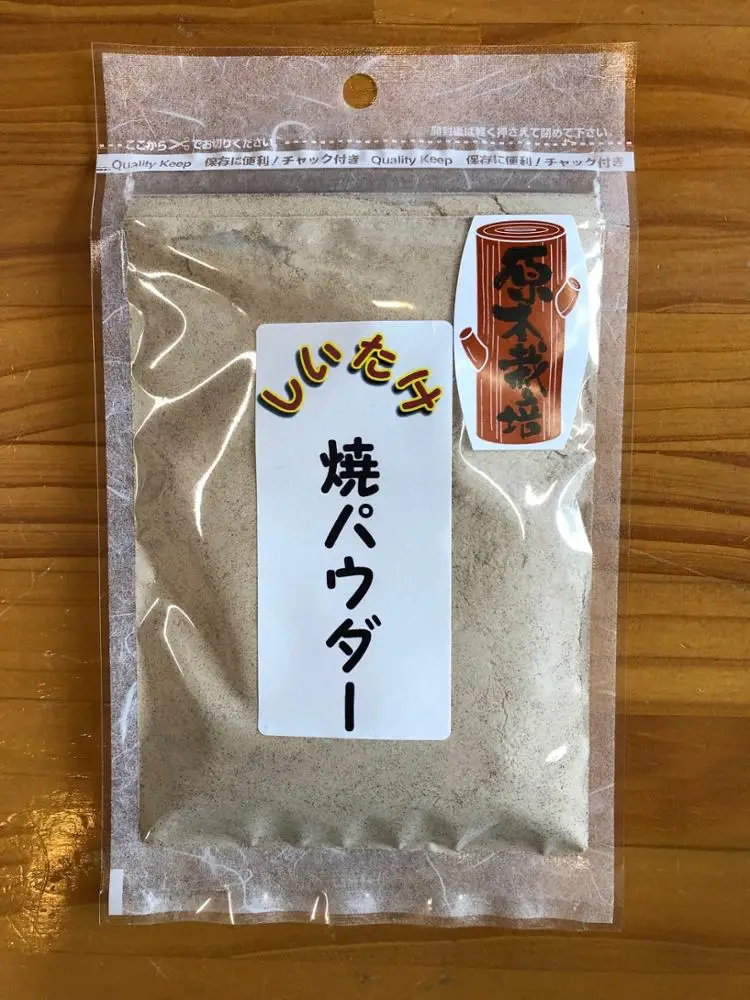 開封後は軽く押さえて閉めて下さい。
ここから✂でお切りください
Quality Keep 保存に便利!チャック付き Quality Keep 保存に便利!チャック付き
原木栽培
しいたけ
焼パウダー